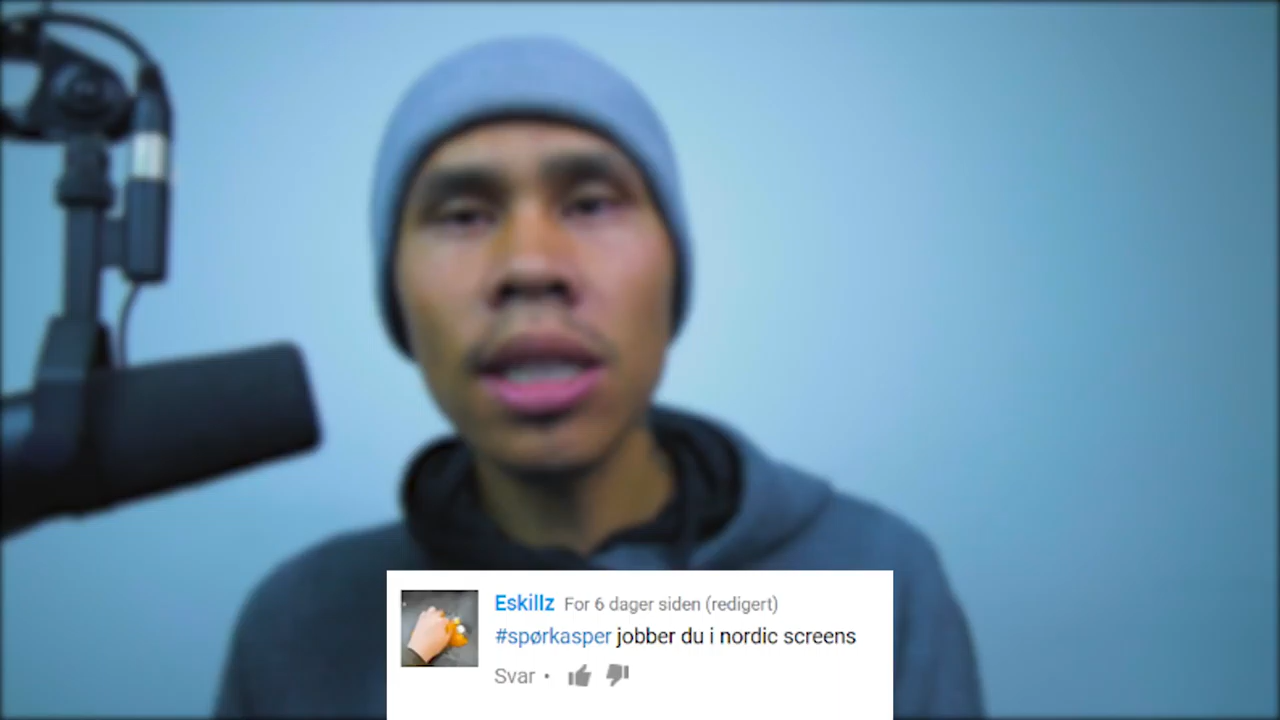 Eskillz For 6 dager siden (redigert)
#spørkasper jobber du i nordic screens
Svar •